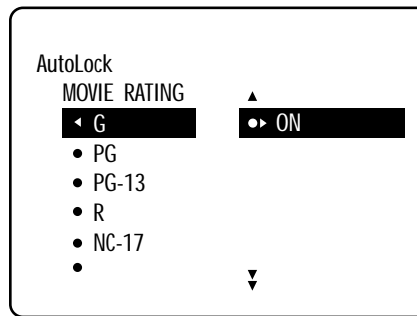 AutoLock
MOVIE RATING
G ON
PG
PG-13
R
NC-17